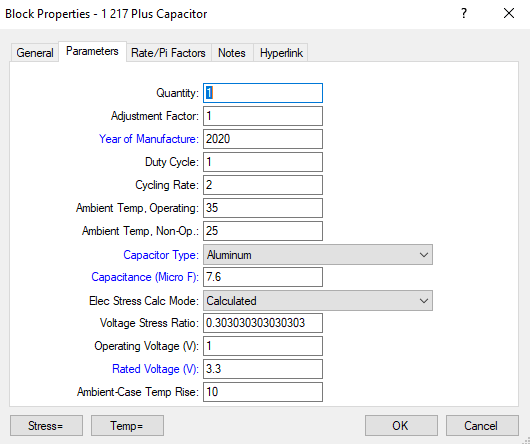 Block Properties - 1 217 Plus Capacitor
General Parameters Rate/Pi Factors Notes Hyperlink
Quantity: 1
Adjustment Factor: 1
Year of Manufacture: 2020
Duty Cycle: 1
Cycling Rate: 2
Ambient Temp, Operating: 35
Ambient Temp, Non-Op.: 25
Capacitor Type: Aluminum
Capacitance (Micro F): 7.6
Elec Stress Calc Mode: Calculated
Voltage Stress Ratio: 0.303030303030303
Operating Voltage (V): 1
Rated Voltage (V): 3.3
Ambient-Case Temp Rise: 10
Stress= Temp= OK Cancel